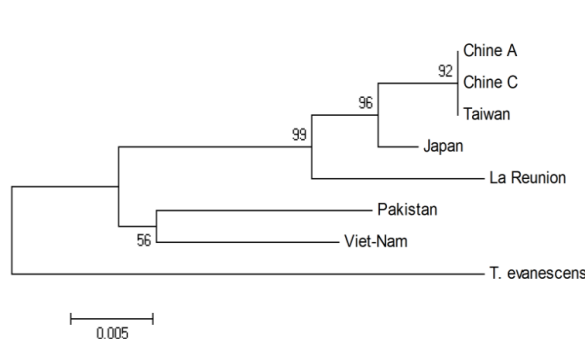 Chine A
92
Chine C
96
Taiwan
99
Japan
La Reunion
Pakistan
56
Viet-Nam
T. evanescens
0.005